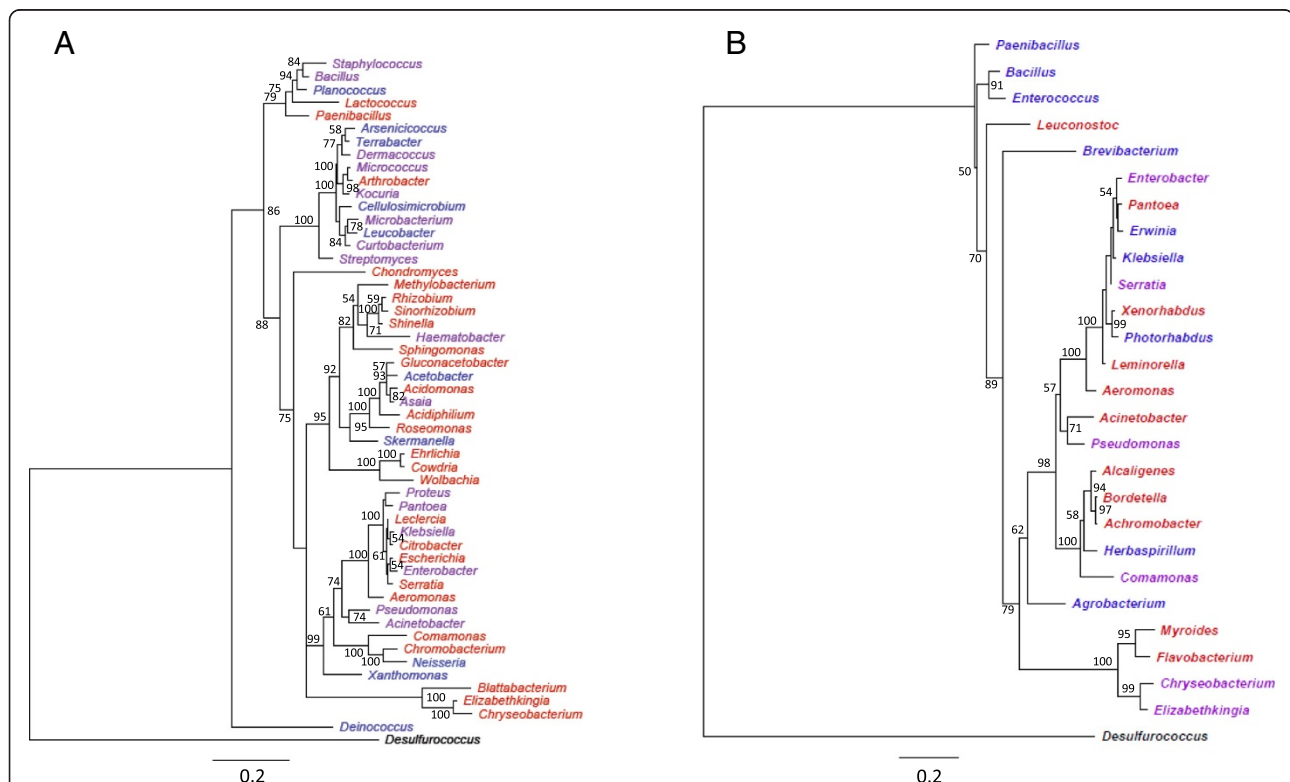 A
84
Staphylococcus
94
Bacillus
75
Planococcus
79
Lactococcus
Paenibacillus
58
Arsenicicoccus
77
Terrabacter
Dermacoccus
100
Micrococcus
Arthrobacter
100
98
Kocuria
Cellulosimicrobium
86
Microbacterium
100
78
Leucobacter
84
Curtobacterium
Streptomyces
Chondromyces
Methylobacterium
54
59
Rhizobium
100
Sinorhizobium
88
82
Shinella
71
Haematobacter
Sphingomonas
57
Gluconacetobacter
92
93
Acetobacter
Acidomonas
100
82
Asaia
100
Acidiphilium
75
95
95
Roseomonas
Skermanella
100
Ehrlichia
100
Cowdria
Wolbachia
Proteus
Pantoea
100
Leclercia
Klebsiella
54
Citrobacter
100
61
Escherichia
54
Enterobacter
74
Serratia
Aeromonas
61
Pseudomonas
74
Acinetobacter
99
Comamonas
Chromobacterium
100
100
Neisseria
Xanthomonas
Blattabacterium
100
Elizabethkingia
100
Chryseobacterium
Deinococcus
Desulfurococcus
0.2
B
Paenibacillus
Bacillus
91
Enterococcus
Leuconostoc
Brevibacterium
50
Enterobacter
54
Pantoea
Erwinia
70
Klebsiella
Serratia
Xenorhabdus
100
99
Photorhabdus
100
Leminorella
89
57
Aeromonas
Acinetobacter
71
Pseudomonas
98
Alcaligenes
94
Bordetella
97
58
Achromobacter
62
100
Herbaspirillum
Comamonas
79
Agrobacterium
95
Myroides
100
Flavobacterium
Chryseobacterium
99
Elizabethkingia
Desulfurococcus
0.2